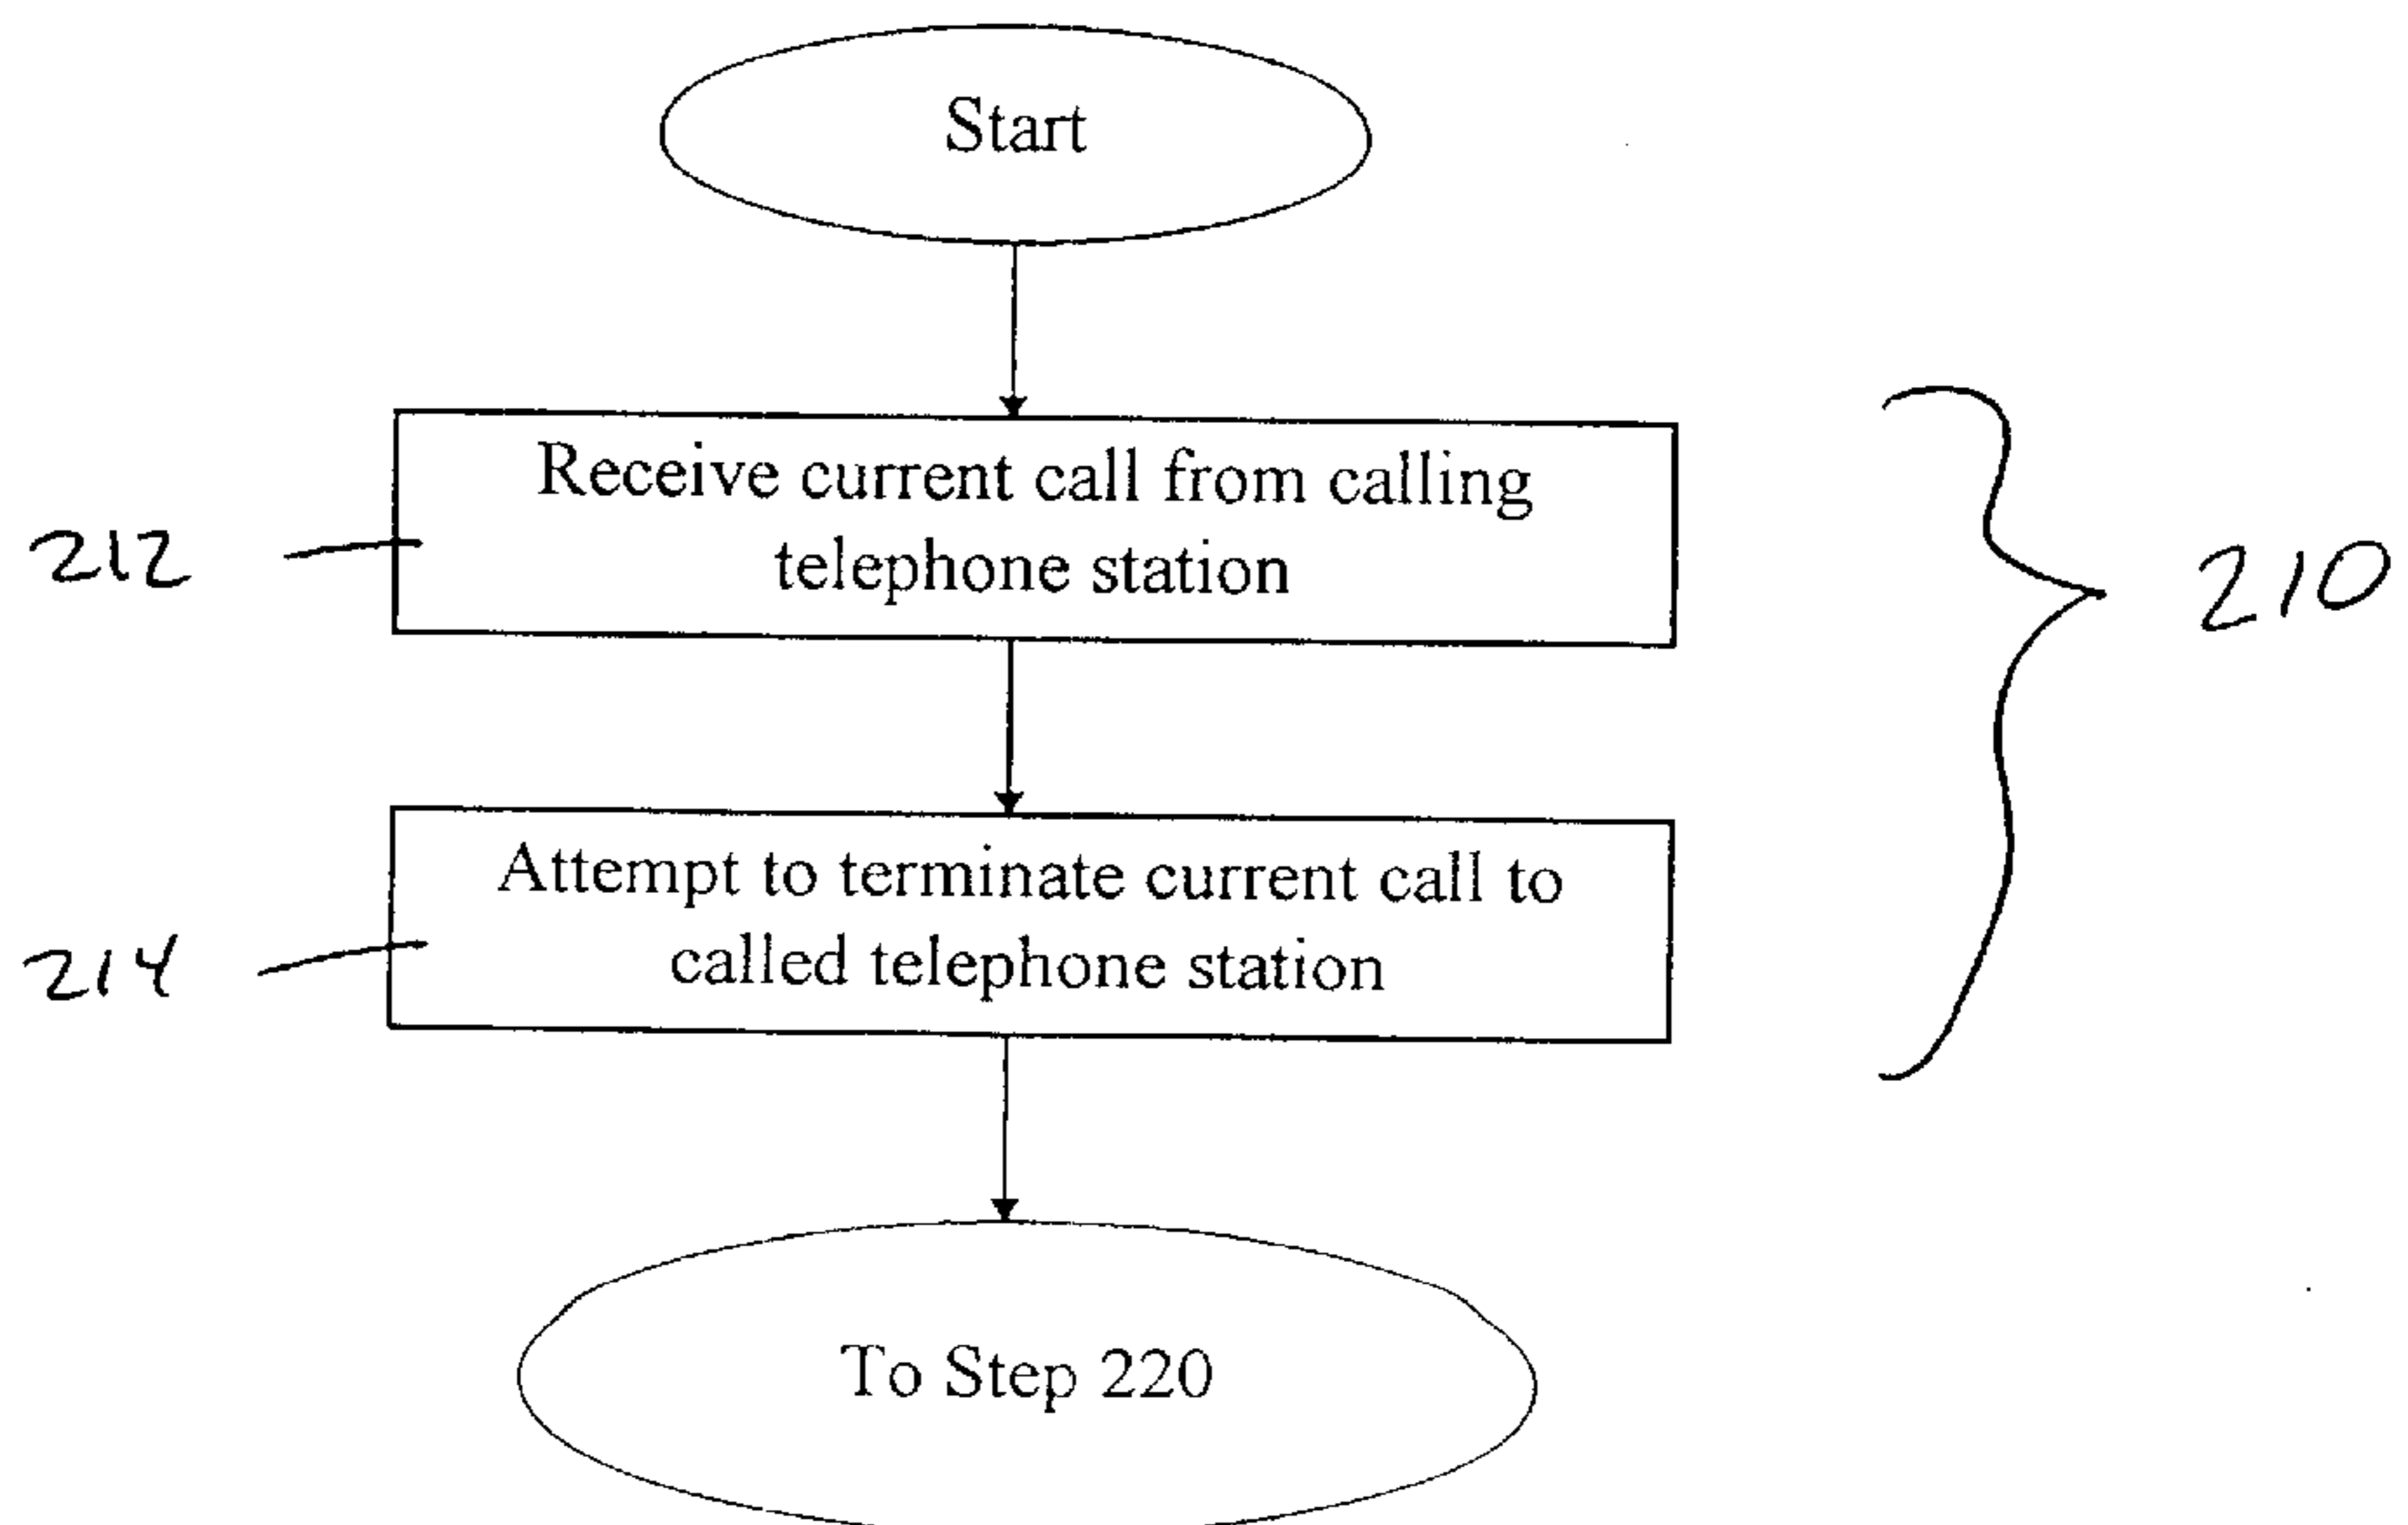 Start
Receive current call from calling
telephone station
212
210
Attempt to terminate current call to
called telephone station
214
To Step 220